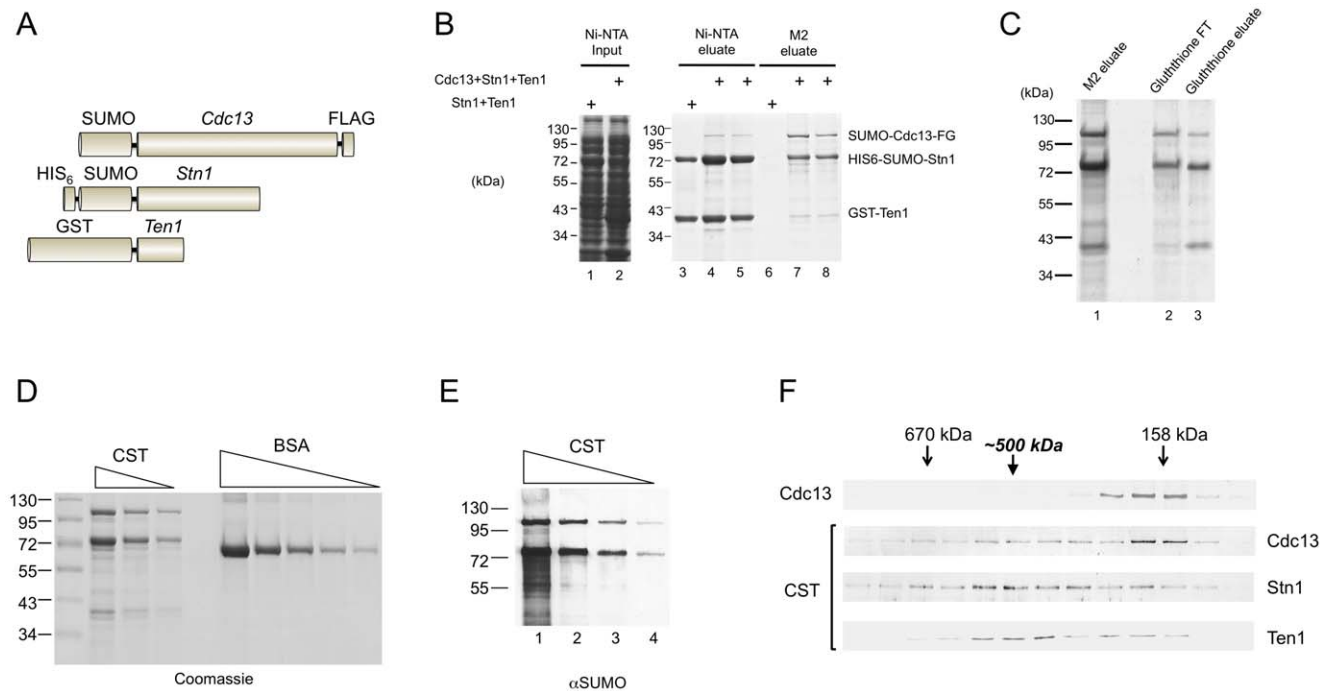 A
SUMO Cdc13 FLAG
HIS6 SUMO Stn1
GST Ten1
B
Ni-NTA Input
Ni-NTA eluate
M2 eluate
Cdc13+Stn1+Ten1 + + + + +
Stn1+Ten1 + + +
(kDa)
130 130
95 95
72 72
55 55
43 43
34 34
SUMO-Cdc13-FG
HIS6-SUMO-Stn1
GST-Ten1
1 2 3 4 5 6 7 8
C
M2 eluate
Gluththione FT
Gluththione eluate
(kDa)
130
95
72
55
43
34
1 2 3
D
CST BSA
130
95
72
55
43
34
Coomassie
E
CST
130
95
72
55
1 2 3 4
αSUMO
F
670 kDa ~500 kDa 158 kDa
Cdc13
CST
Cdc13
Stn1
Ten1